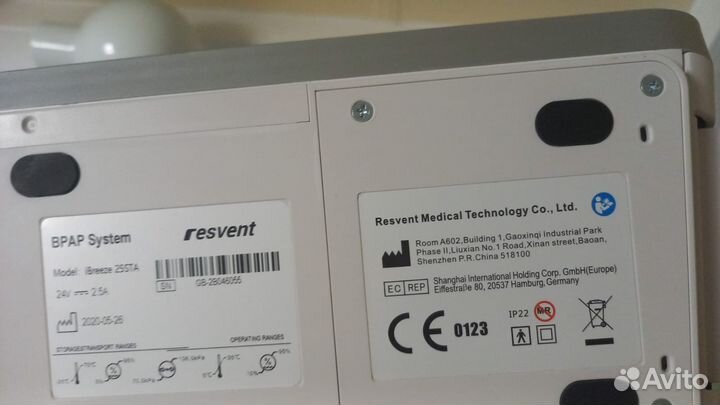 BPAP System
resvent
Model: iBreeze 25STA
24V 2.5A
SN
GB-2B046055
2020-05-26
STORAGE/TRANSPORT RANGES
OPERATING RANGES
95%
95%
Resvent Medical Technology Co., Ltd.
Room A602,Building 1,Gaoxinqi Industrial Park
Phase II,Liuxian No.1 Road,Xinan street,Baoan,
Shenzhen P.R.China 518100
EC REP
Shanghai International Holding Corp. GmbH(Europe)
Eiffestraße 80, 20537 Hamburg, Germany
CE 0123
IP22
MR
Avito